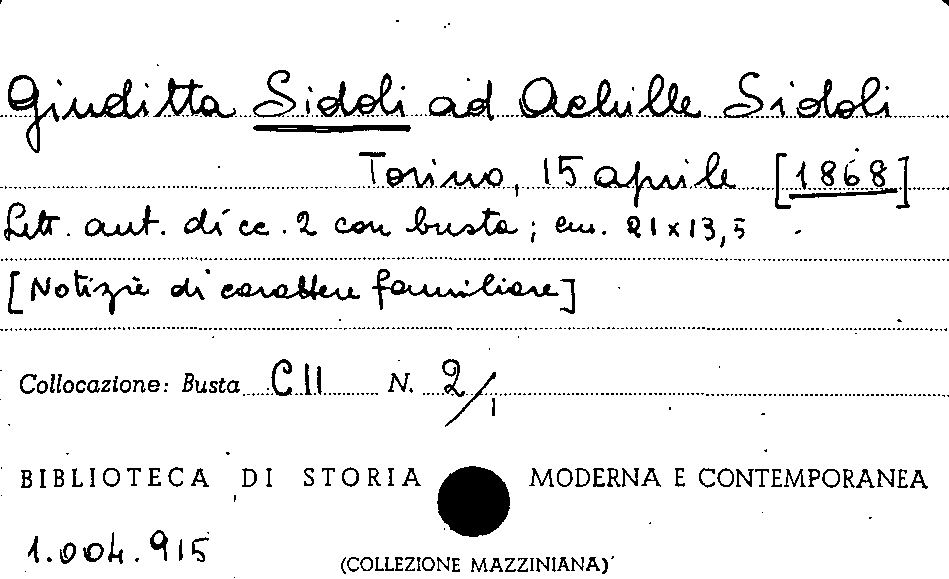 Giuditta Sidoli ad Achille Sidoli
Torino, 15 aprile [1868]
Lett. aut. di cc. 2 con busta; cm. 21x13,5
[Notizie di carattere familiare]
Collocazione: Busta C II N. 2/1
BIBLIOTECA DI STORIA MODERNA E CONTEMPORANEA
1.004.915
(COLLEZIONE MAZZINIANA)